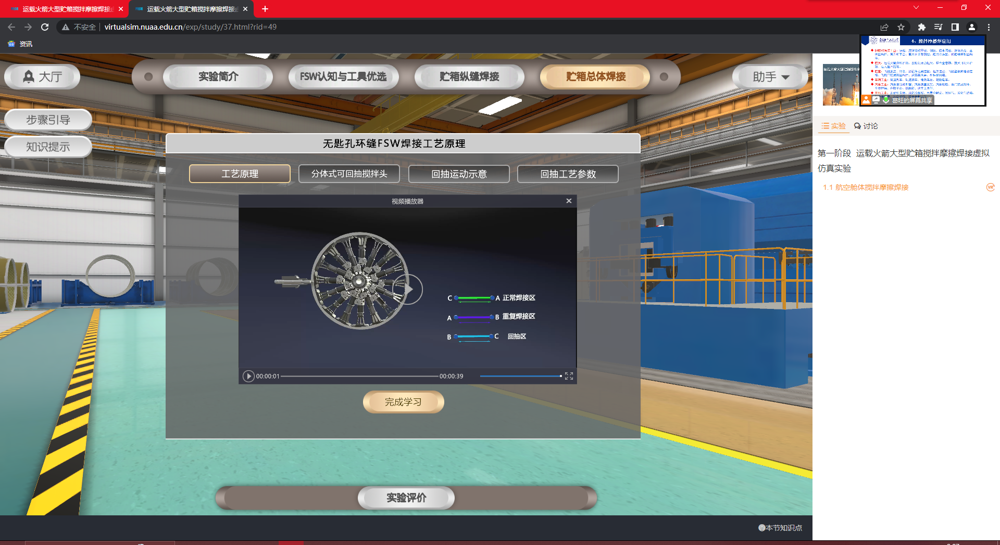 运载火箭大型贮箱搅拌摩擦焊接虚
运载火箭大型贮箱搅拌摩擦焊接虚
不安全
virtualsim.nuaa.edu.cn/exp/study/37.html?rid=49
资讯
大厅
实验简介
FSW认知与工具优选
贮箱纵缝焊接
贮箱总体焊接
助手
步骤引导
知识提示
无匙孔环缝FSW焊接工艺原理
工艺原理
分体式可回抽搅拌头
回抽运动示意
回抽工艺参数
视频播放器
C A 正常焊接区
A B 重复焊接区
B C 回抽区
00:00:01
00:00:39
完成学习
实验评价
本节知识点
4、搅拌摩擦焊应用
的屏幕共享
实验
讨论
第一阶段 运载火箭大型贮箱搅拌摩擦焊接虚拟
仿真实验
1.1 航空舱体搅拌摩擦焊接